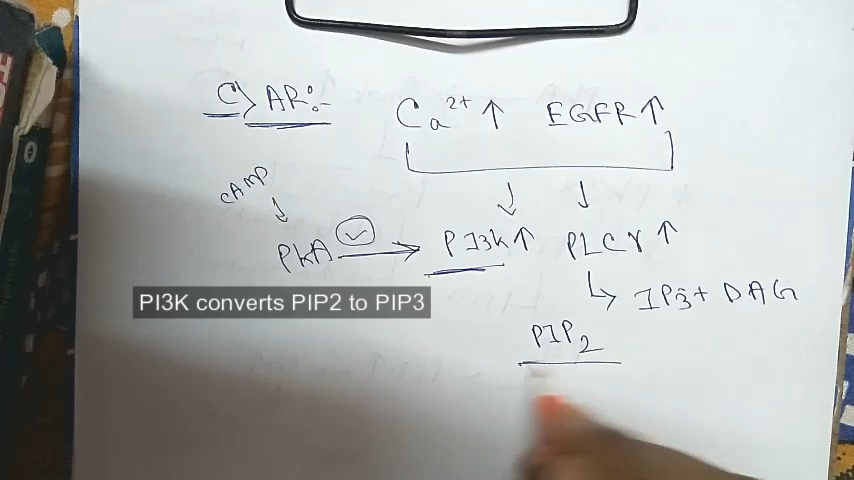 C) AR:-
Ca2+ ↑ EGFR ↑
cAMP
PKA → PI3K ↑ PLCγ ↑
IP3 + DAG
PI3K converts PIP2 to PIP3
PIP2